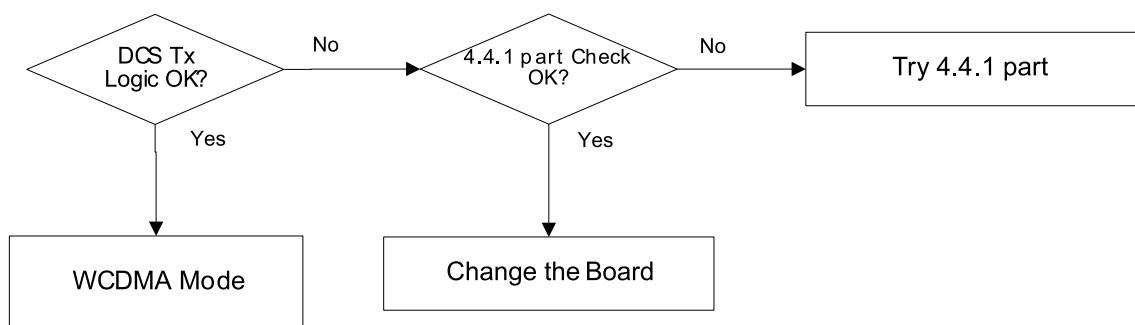 DCS Tx
Logic OK?
No
4.4.1 part Check
OK?
No
Try 4.4.1 part
Yes
Yes
WCDMA Mode
Change the Board